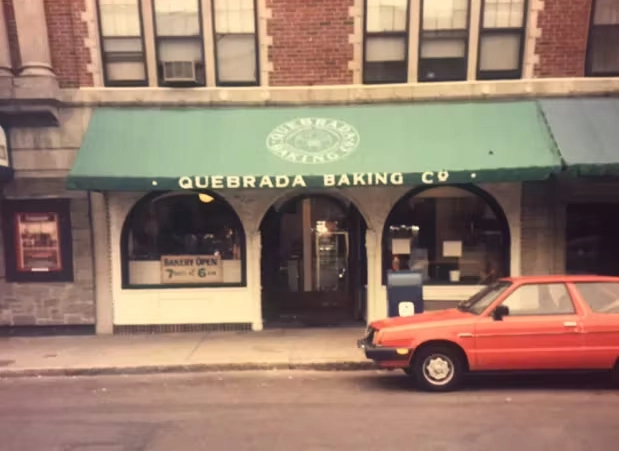 QUEBRADA
BAKING
QUEBRADA BAKING Cº
BAKERY OPEN